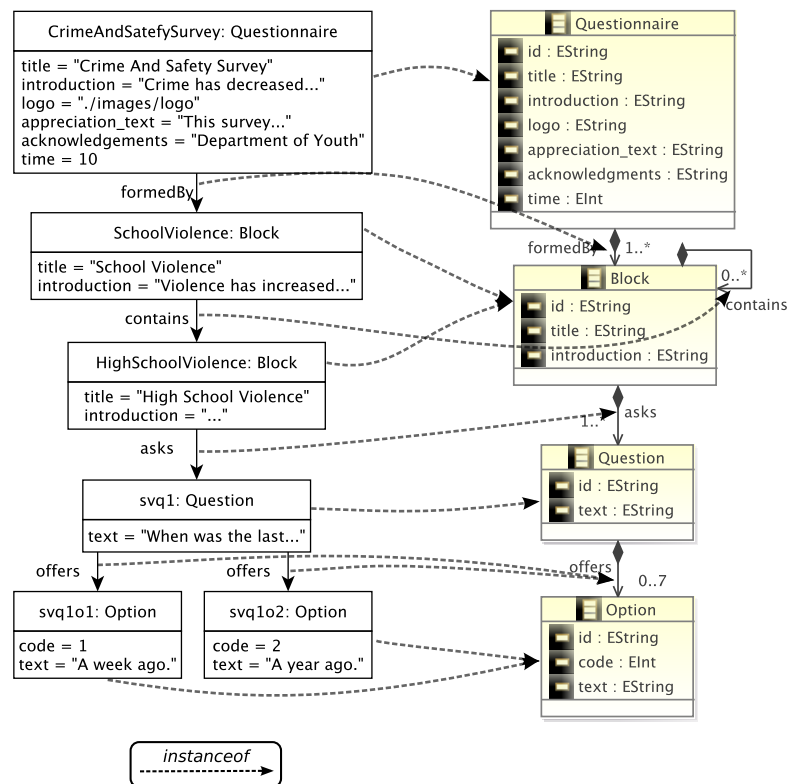 CrimeAndSatefySurvey: Questionnaire
title = "Crime And Safety Survey"
introduction = "Crime has decreased..."
logo = "./images/logo"
appreciation_text = "This survey..."
acknowledgements = "Department of Youth"
time = 10
formedBy
SchoolViolence: Block
title = "School Violence"
introduction = "Violence has increased..."
contains
HighSchoolViolence: Block
title = "High School Violence"
introduction = "..."
asks
svq1: Question
text = "When was the last..."
offers
offers
svq1o1: Option
code = 1
text = "A week ago."
svq1o2: Option
code = 2
text = "A year ago."
instanceof
Questionnaire
id : EString
title : EString
introduction : EString
logo : EString
appreciation_text : EString
acknowledgments : EString
time : EInt
formedBy
1..*
0..*
contains
Block
id : EString
title : EString
introduction : EString
asks
1..*
Question
id : EString
text : EString
offers
0..7
Option
id : EString
code : EInt
text : EString